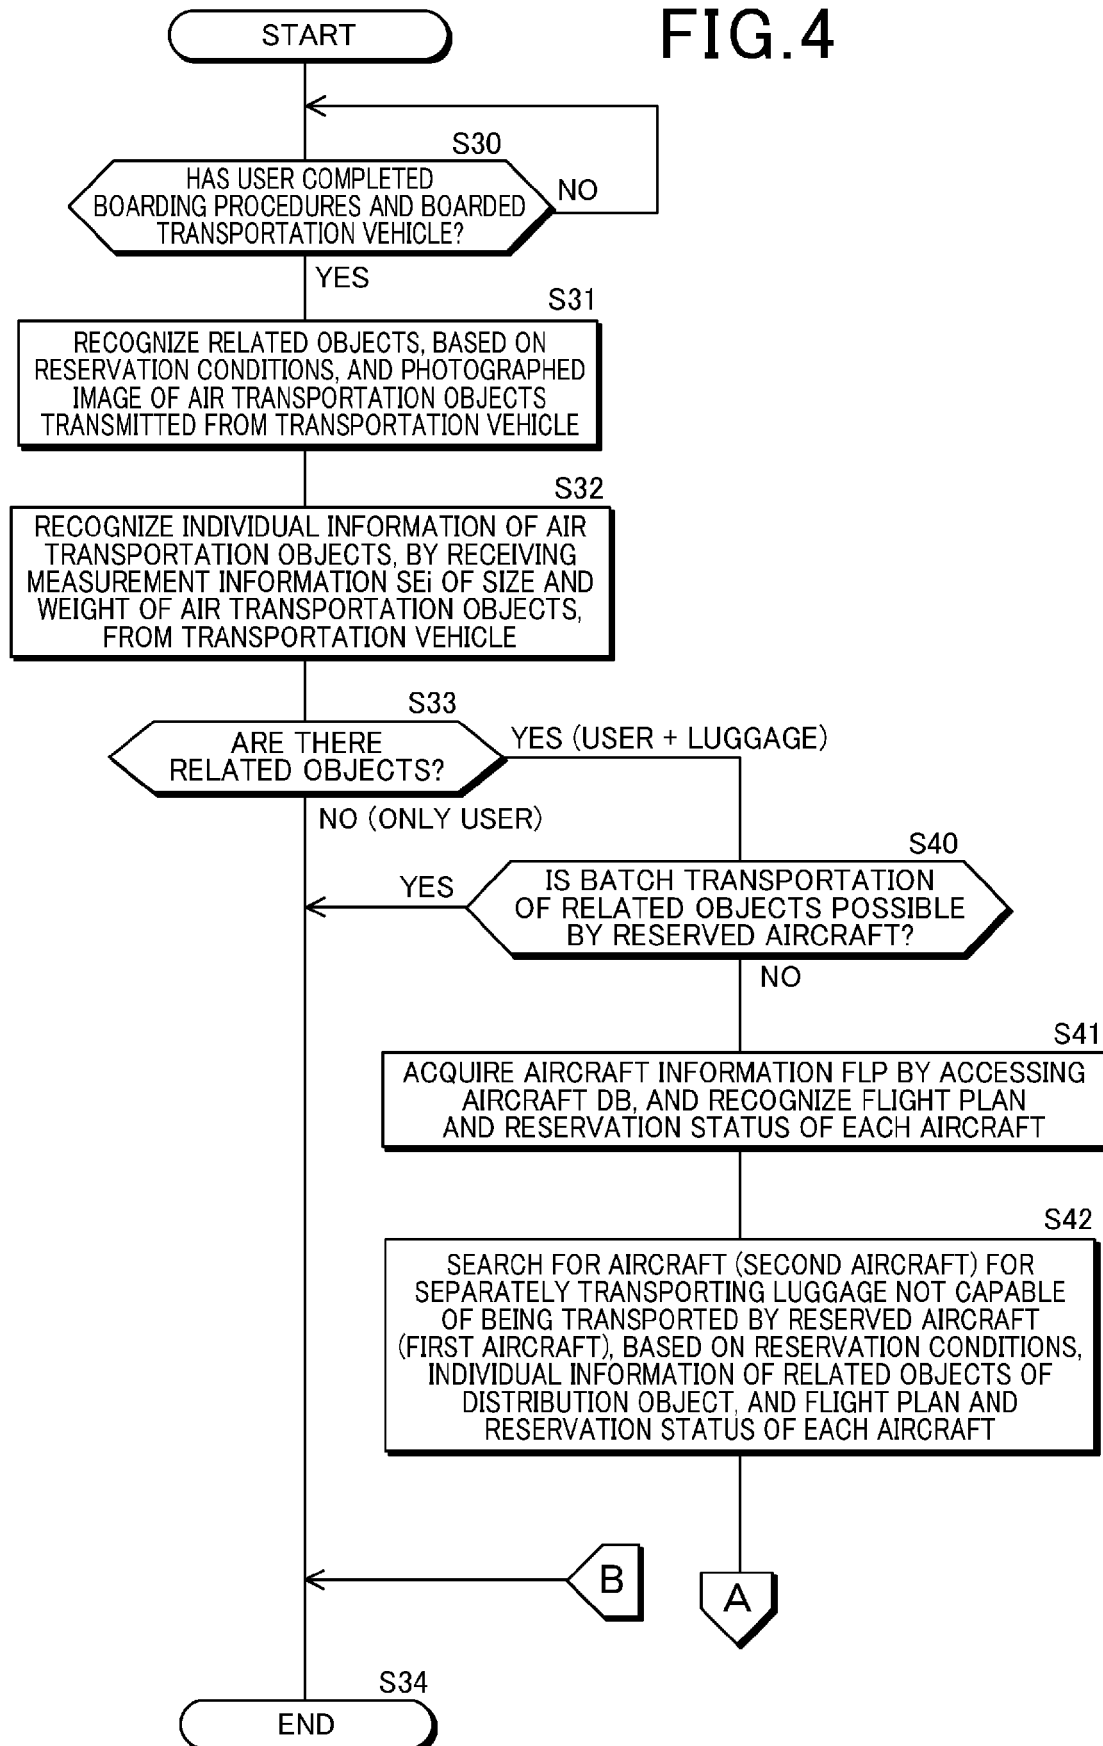 FIG.4
START
S30
HAS USER COMPLETED
BOARDING PROCEDURES AND BOARDED
TRANSPORTATION VEHICLE?
NO
YES
S31
RECOGNIZE RELATED OBJECTS, BASED ON
RESERVATION CONDITIONS, AND PHOTOGRAPHED
IMAGE OF AIR TRANSPORTATION OBJECTS
TRANSMITTED FROM TRANSPORTATION VEHICLE
S32
RECOGNIZE INDIVIDUAL INFORMATION OF AIR
TRANSPORTATION OBJECTS, BY RECEIVING
MEASUREMENT INFORMATION SEi OF SIZE AND
WEIGHT OF AIR TRANSPORTATION OBJECTS,
FROM TRANSPORTATION VEHICLE
S33
ARE THERE
RELATED OBJECTS?
YES (USER + LUGGAGE)
NO (ONLY USER)
S40
IS BATCH TRANSPORTATION
OF RELATED OBJECTS POSSIBLE
BY RESERVED AIRCRAFT?
YES
NO
S41
ACQUIRE AIRCRAFT INFORMATION FLP BY ACCESSING
AIRCRAFT DB, AND RECOGNIZE FLIGHT PLAN
AND RESERVATION STATUS OF EACH AIRCRAFT
S42
SEARCH FOR AIRCRAFT (SECOND AIRCRAFT) FOR
SEPARATELY TRANSPORTING LUGGAGE NOT CAPABLE
OF BEING TRANSPORTED BY RESERVED AIRCRAFT
(FIRST AIRCRAFT), BASED ON RESERVATION CONDITIONS,
INDIVIDUAL INFORMATION OF RELATED OBJECTS OF
DISTRIBUTION OBJECT, AND FLIGHT PLAN AND
RESERVATION STATUS OF EACH AIRCRAFT
B
A
S34
END